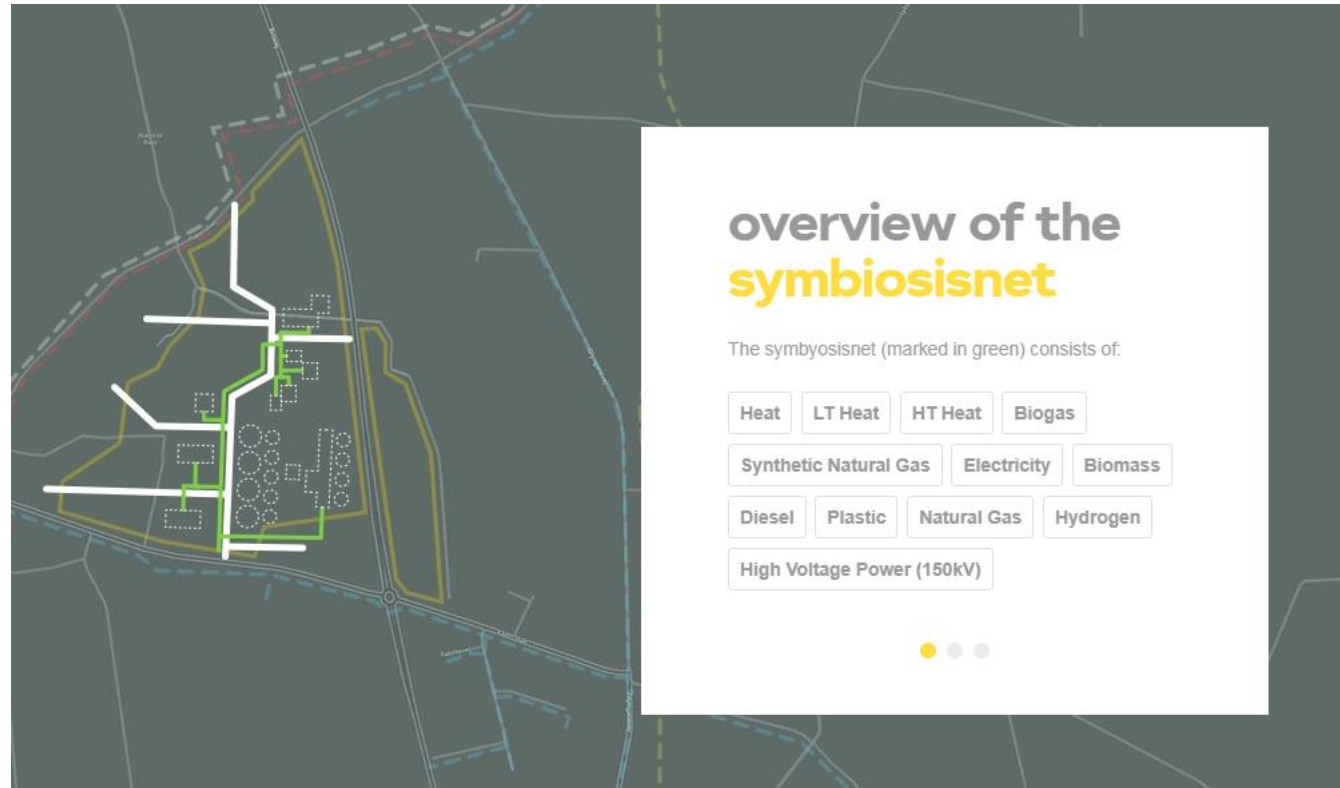 overview of the
symbiosisnet
The symbyosisnet (marked in green) consists of:
Heat LT Heat HT Heat Biogas
Synthetic Natural Gas Electricity Biomass
Diesel Plastic Natural Gas Hydrogen
High Voltage Power (150kV)